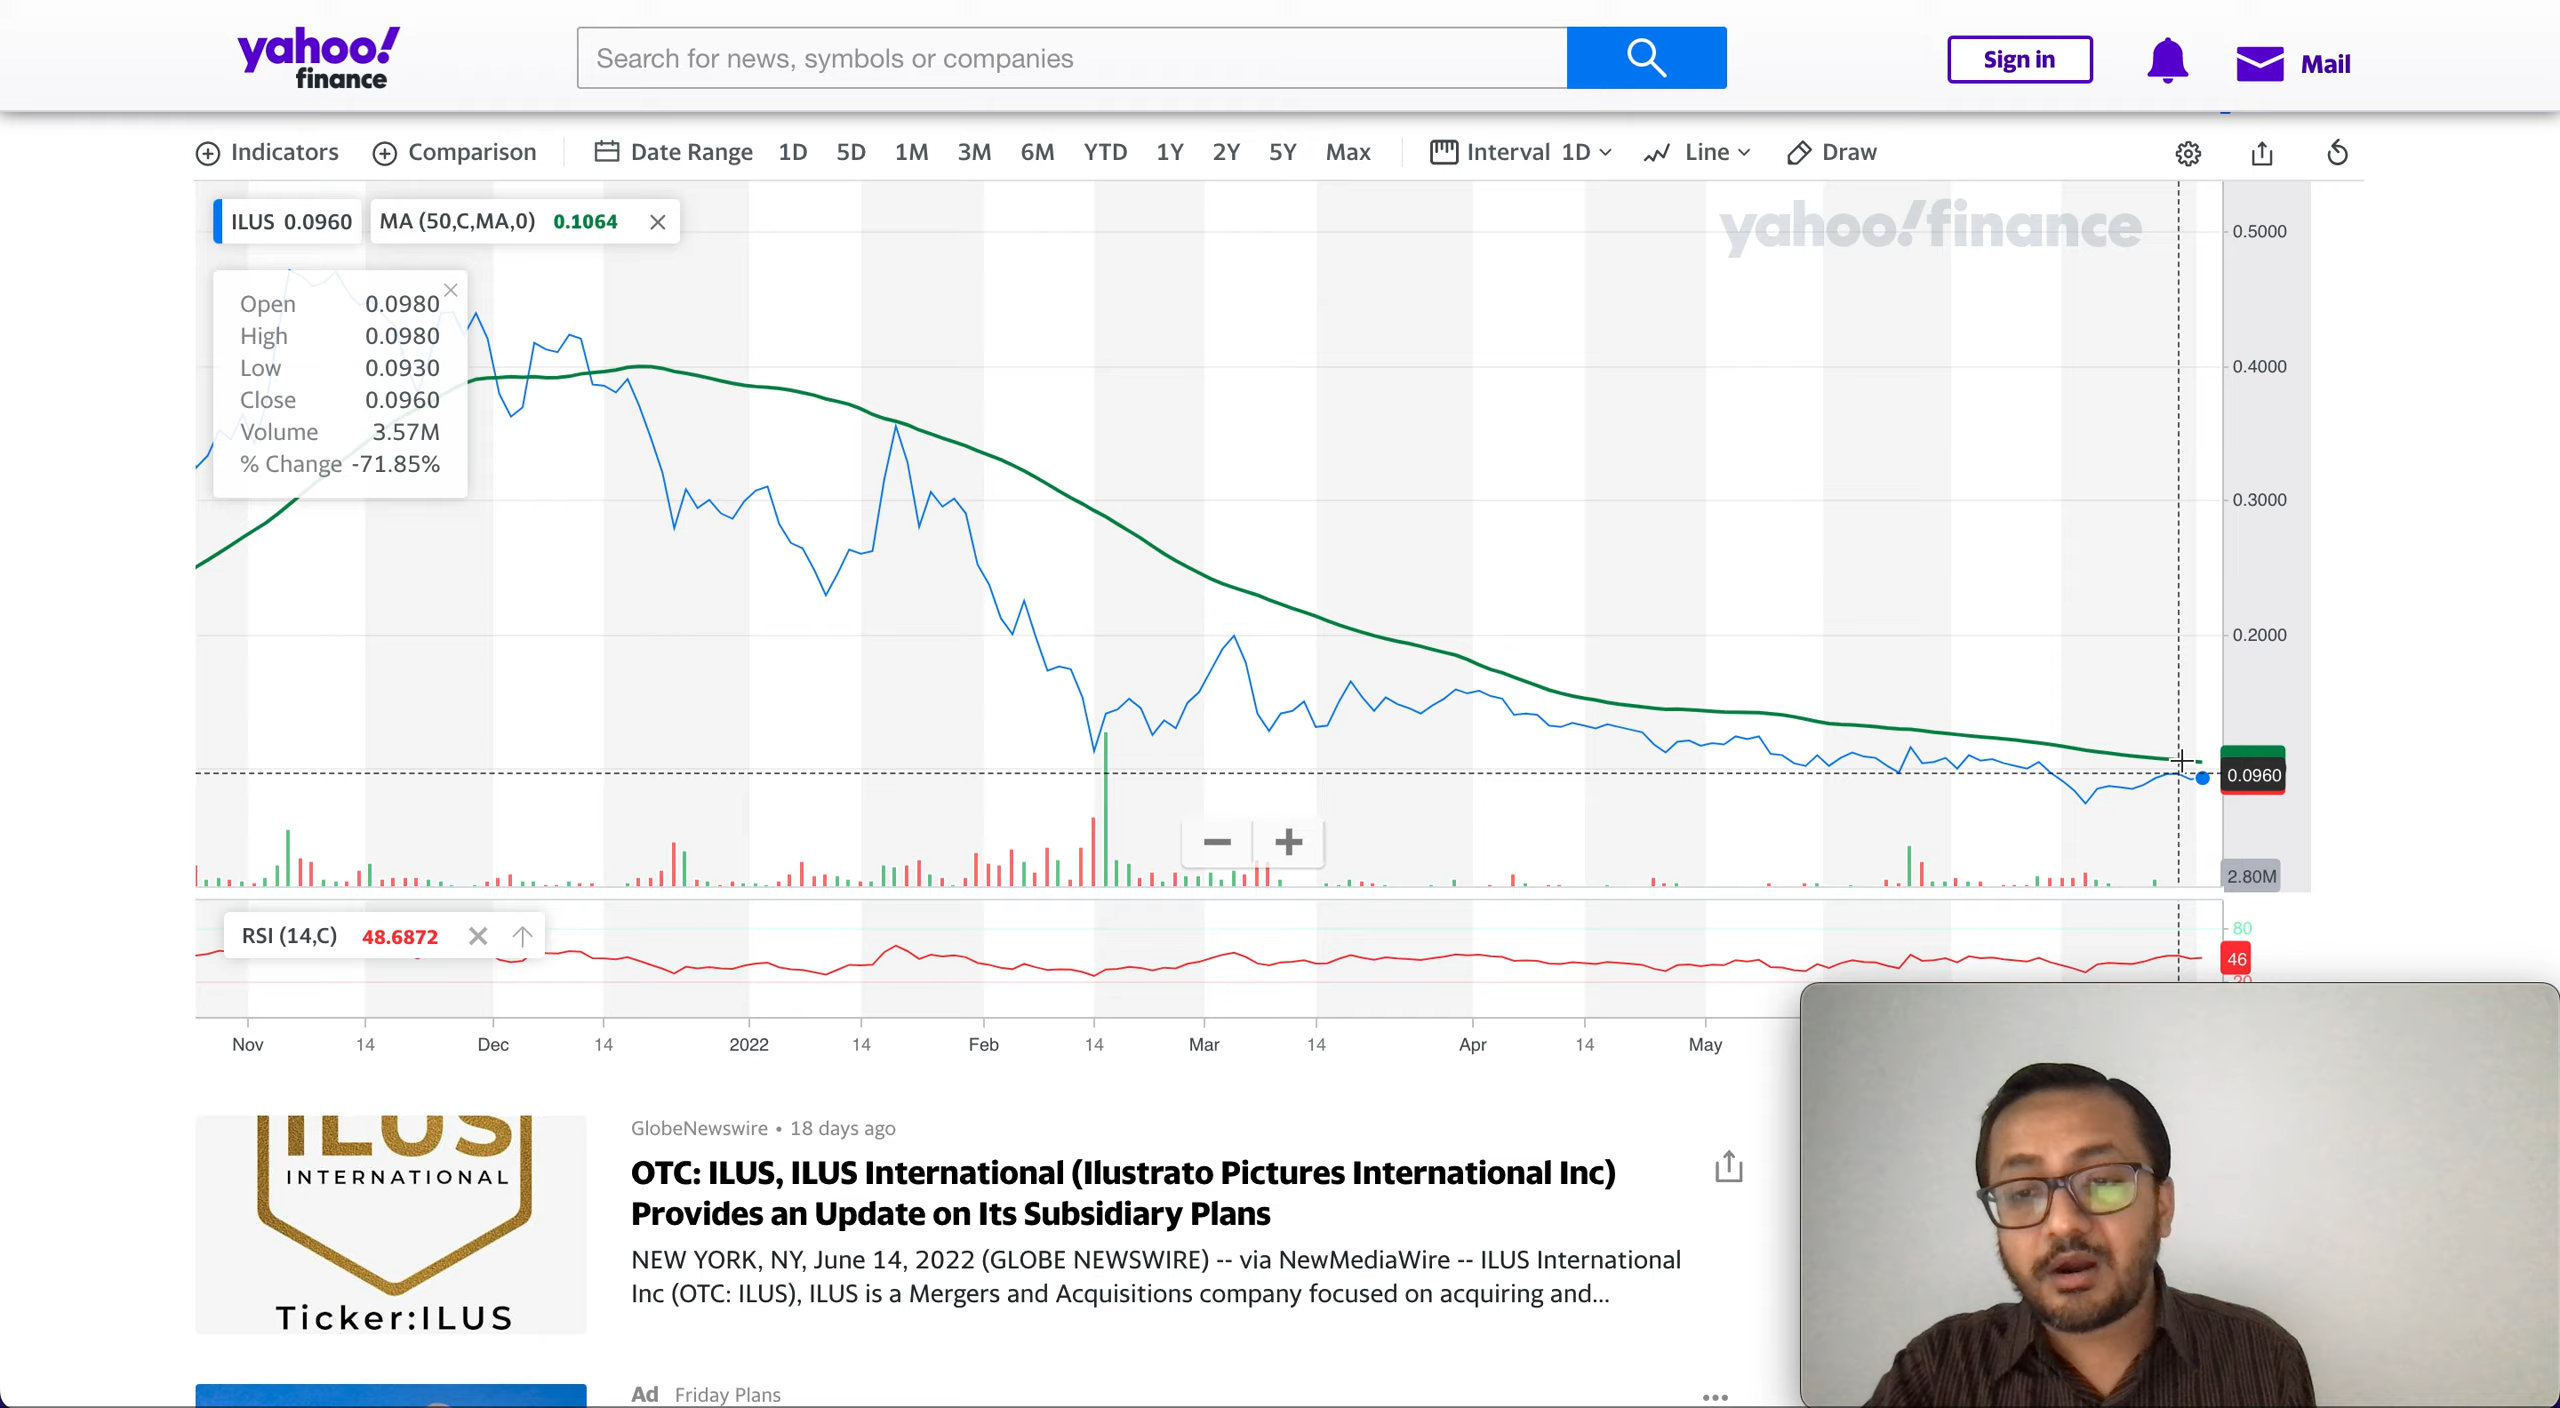 yahoo!
finance
Search for news, symbols or companies
Sign in
Mail
Indicators
Comparison
Date Range
1D
5D
1M
3M
6M
YTD
1Y
2Y
5Y
Max
Interval 1D
Line
Draw
ILUS 0.0960
MA (50,C,MA,0) 0.1064
yahoo!finance
Open 0.0980
High 0.0980
Low 0.0930
Close 0.0960
Volume 3.57M
% Change -71.85%
0.5000
0.4000
0.3000
0.2000
0.0960
2.80M
RSI (14,C) 48.6872
80
46
20
Nov
14
Dec
14
2022
14
Feb
14
Mar
14
Apr
14
May
ILUS
INTERNATIONAL
Ticker:ILUS
GlobeNewswire • 18 days ago
OTC: ILUS, ILUS International (Ilustrato Pictures International Inc)
Provides an Update on Its Subsidiary Plans
NEW YORK, NY, June 14, 2022 (GLOBE NEWSWIRE) -- via NewMediaWire -- ILUS International
Inc (OTC: ILUS), ILUS is a Mergers and Acquisitions company focused on acquiring and...
Ad Friday Plans